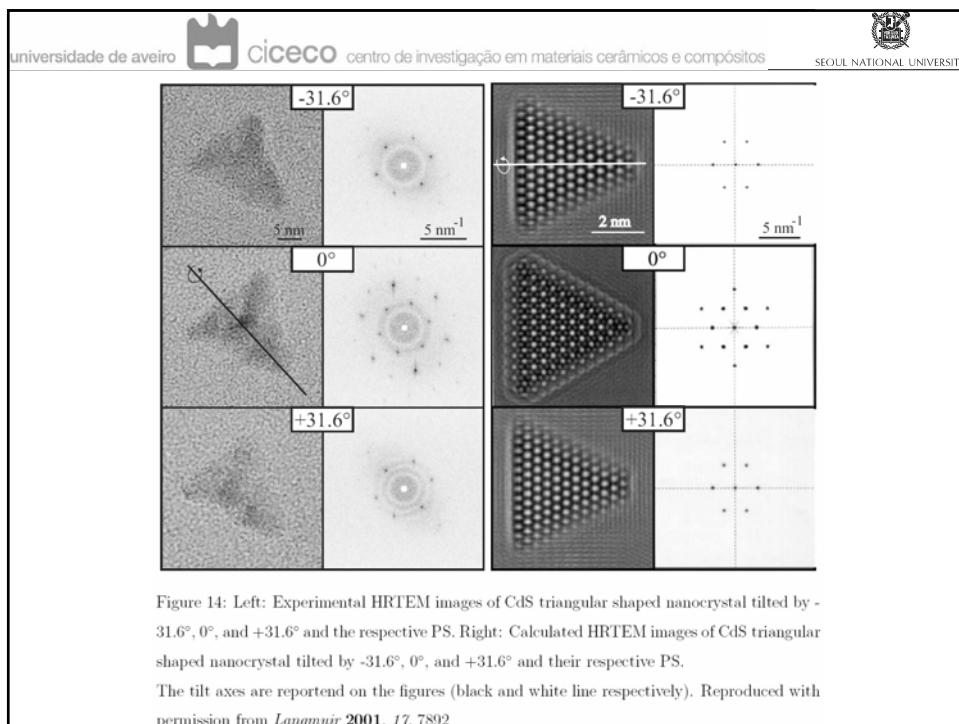 universidade de aveiro
ciceco centro de investigação em materiais cerâmicos e compósitos
SEOUL NATIONAL UNIVERSIT
-31.6°
5 nm
5 nm-1
0°
+31.6°
-31.6°
2 nm
5 nm-1
0°
+31.6°
Figure 14: Left: Experimental HRTEM images of CdS triangular shaped nanocrystal tilted by -
31.6°, 0°, and +31.6° and the respective PS. Right: Calculated HRTEM images of CdS triangular
shaped nanocrystal tilted by -31.6°, 0°, and +31.6° and their respective PS.
The tilt axes are reportend on the figures (black and white line respectively). Reproduced with
permission from Langmuir 2001, 17, 7892